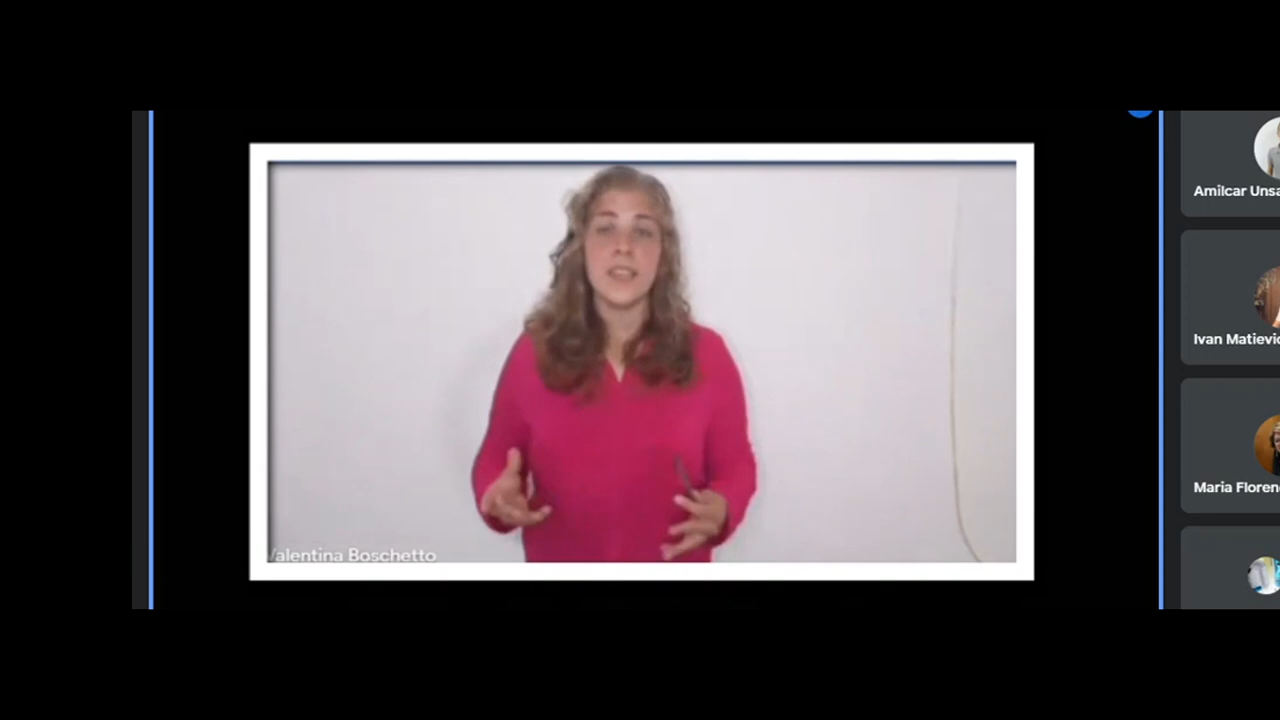 Valentina Boschetto
Amilcar Unsa
Ivan Matievic
Maria Floren